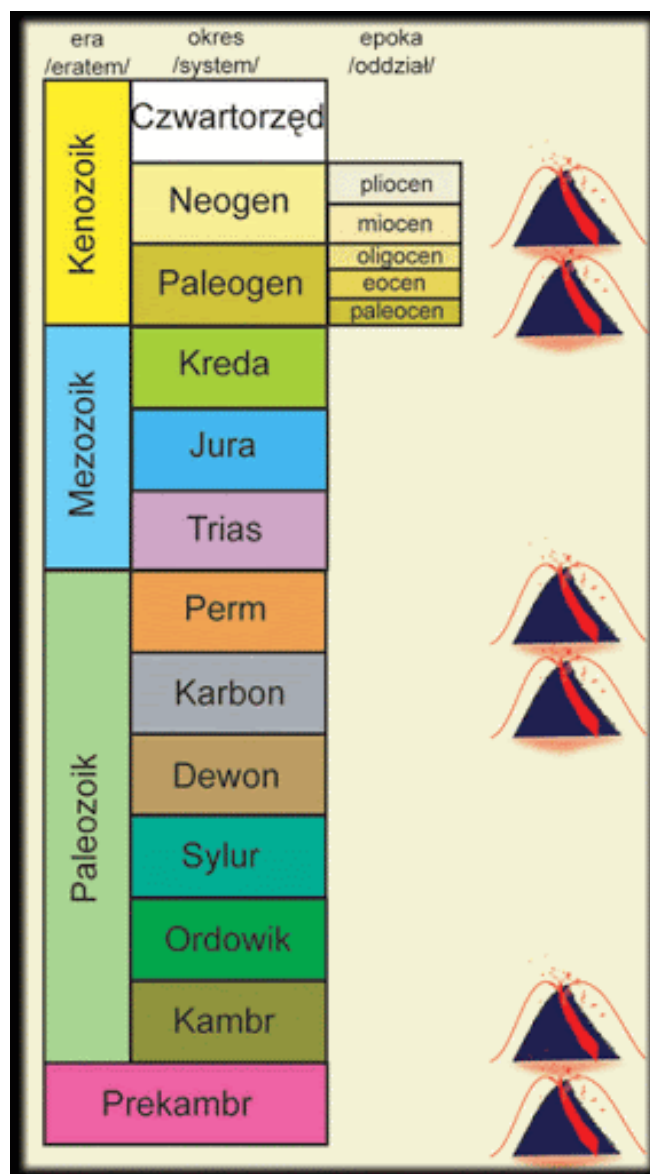 era
/eratem/
okres
/system/
epoka
/oddział/
Kenozoik
Czwartorzęd
Neogen
pliocen
miocen
Paleogen
oligocen
eocen
paleocen
Mezozoik
Kreda
Jura
Trias
Paleozoik
Perm
Karbon
Dewon
Sylur
Ordowik
Kambr
Prekambr